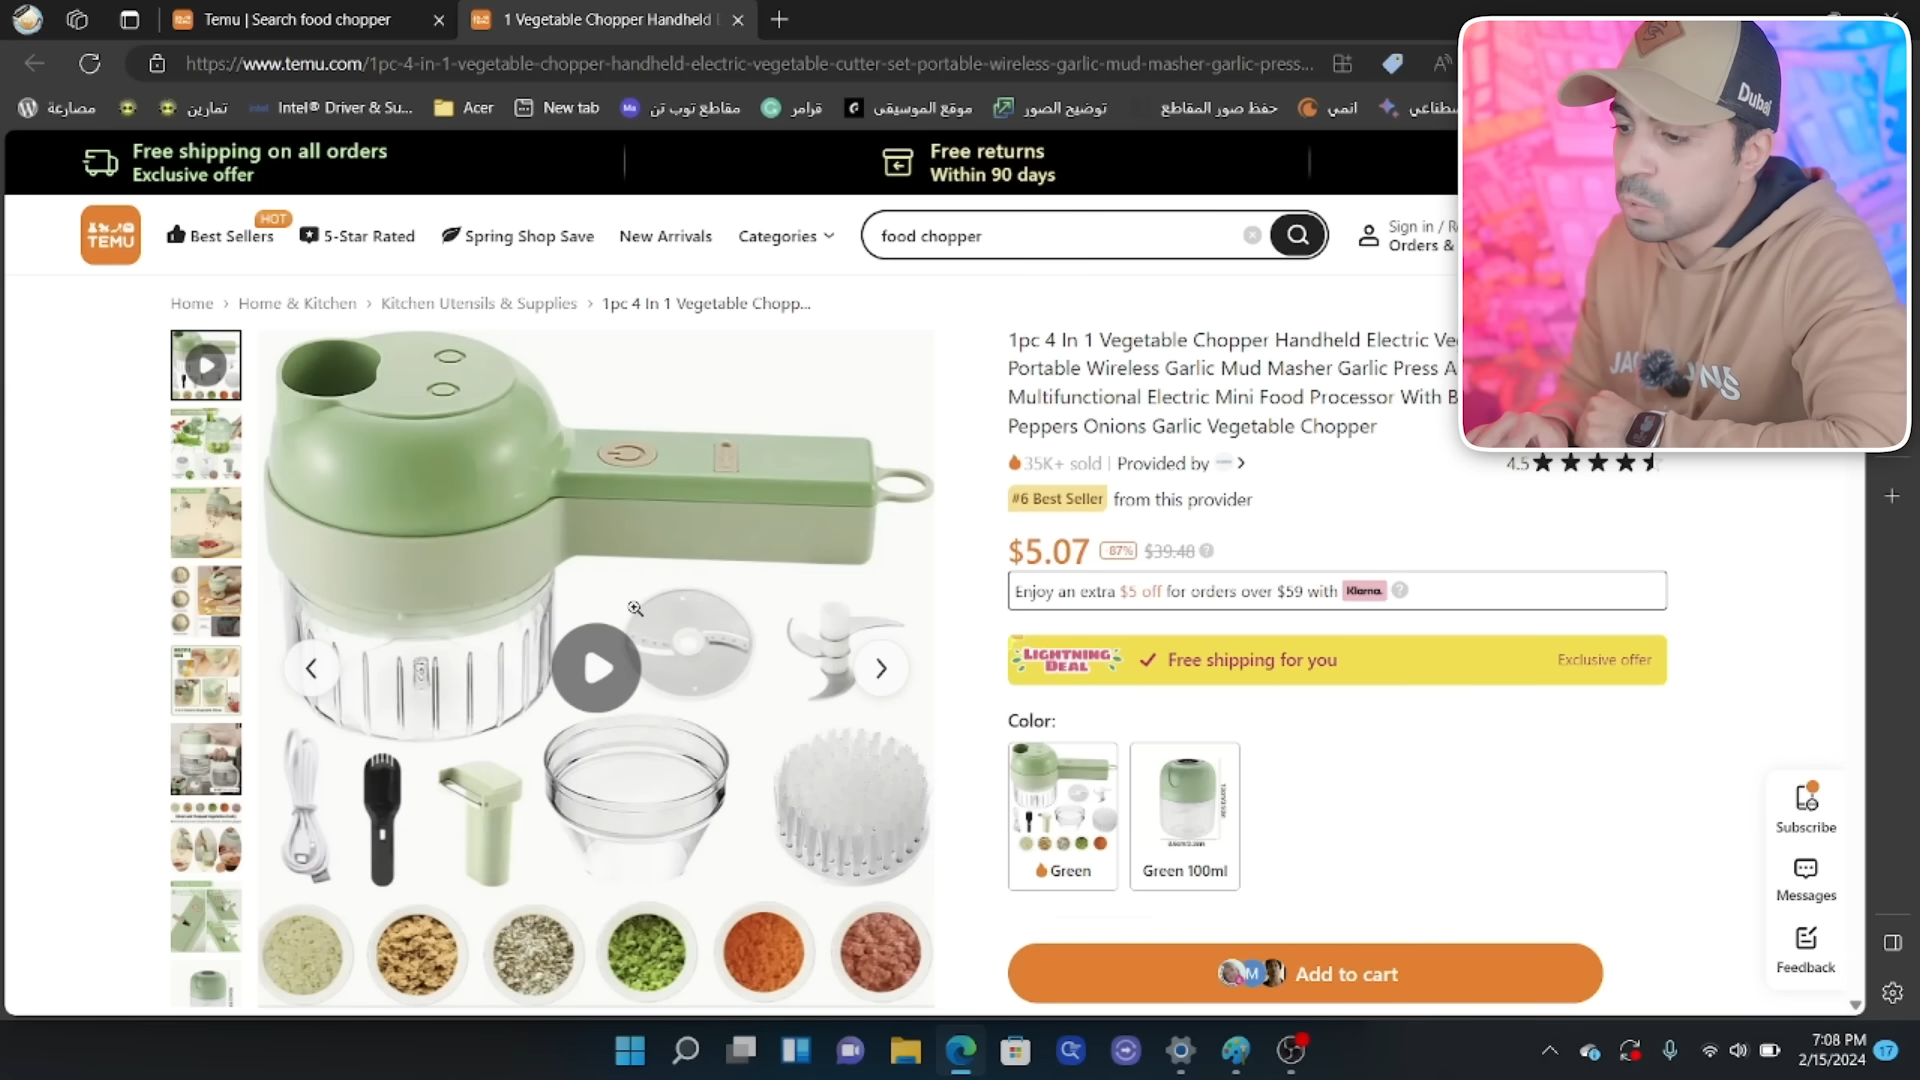 Temu | Search food chopper
1 Vegetable Chopper Handheld
https://www.temu.com/1pc-4-in-1-vegetable-chopper-handheld-electric-vegetable-cutter-set-portable-wireless-garlic-mud-masher-garlic-press...
مصارعة
تمارين
Intel® Driver & Su...
Acer
New tab
Ma
مقاطع توب تن
قرامر
موقع الموسيقى
توضيح الصور
حفظ صور المقاطع
انمي
Free shipping on all orders
Exclusive offer
Free returns
Within 90 days
TEMU
Best Sellers
HOT
5-Star Rated
Spring Shop Save
New Arrivals
Categories
food chopper
Sign in / R
Orders &
Dubai
Home > Home & Kitchen > Kitchen Utensils & Supplies > 1pc 4 In 1 Vegetable Chopp...
1pc 4 In 1 Vegetable Chopper Handheld Electric Ve
Portable Wireless Garlic Mud Masher Garlic Press A
Multifunctional Electric Mini Food Processor With B
Peppers Onions Garlic Vegetable Chopper
35K+ sold | Provided by
4.5
#6 Best Seller from this provider
$5.07 -87% $39.48
Enjoy an extra $5 off for orders over $59 with Klarna.
LIGHTNING DEAL
Free shipping for you
Exclusive offer
Color:
Green
Green 100ml
Subscribe
Messages
Feedback
M
Add to cart
7:08 PM
2/15/2024
17